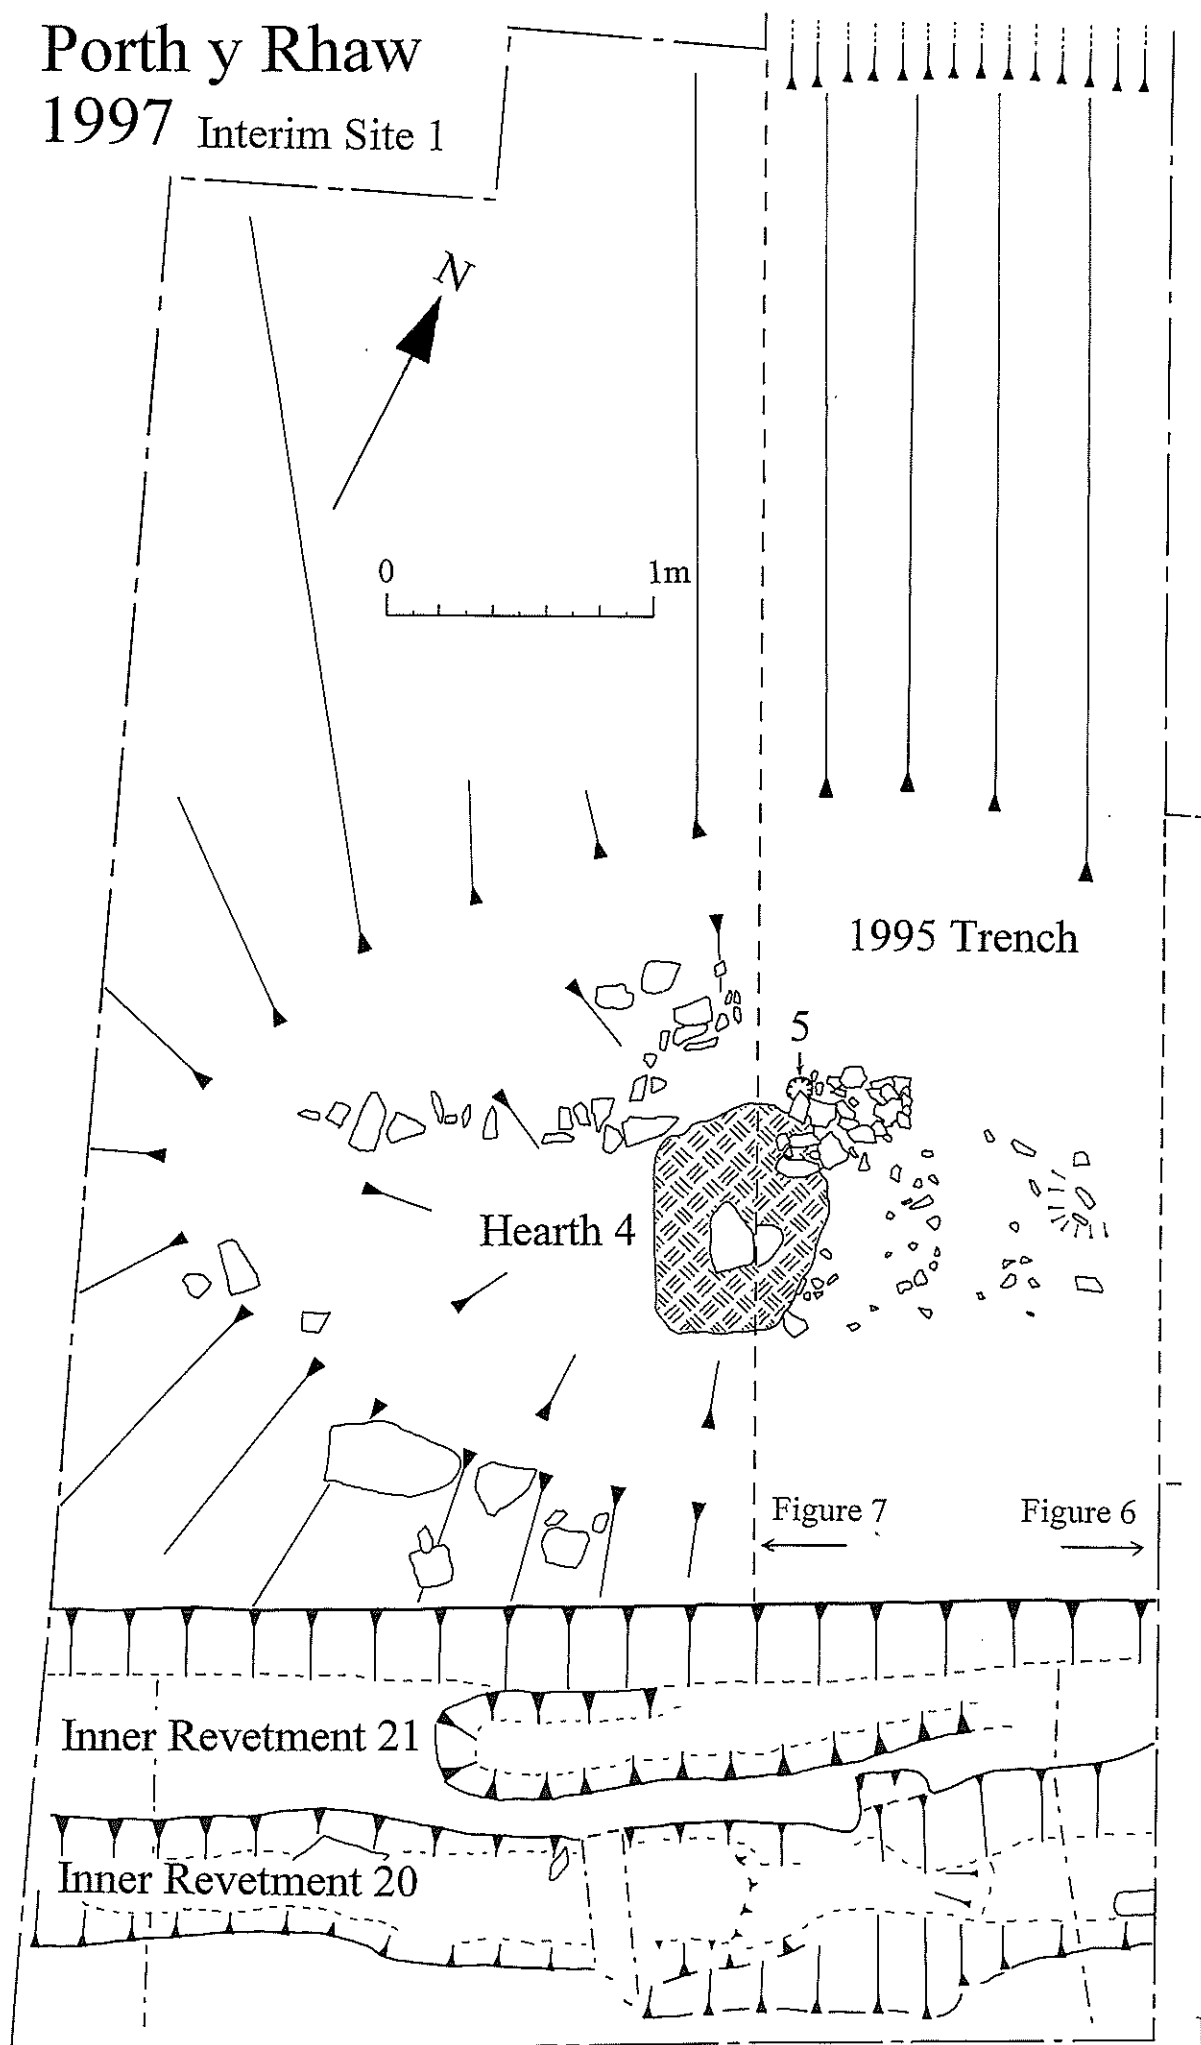 Porth y Rhaw
1997 Interim Site 1
N
0 1m
1995 Trench
5
Hearth 4
Figure 7 Figure 6
Inner Revetment 21
Inner Revetment 20